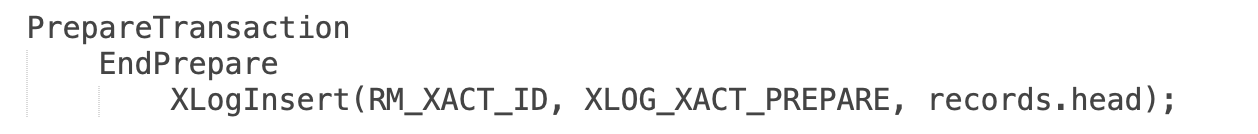 PrepareTransaction
EndPrepare
XLogInsert(RM_XACT_ID, XLOG_XACT_PREPARE, records.head);